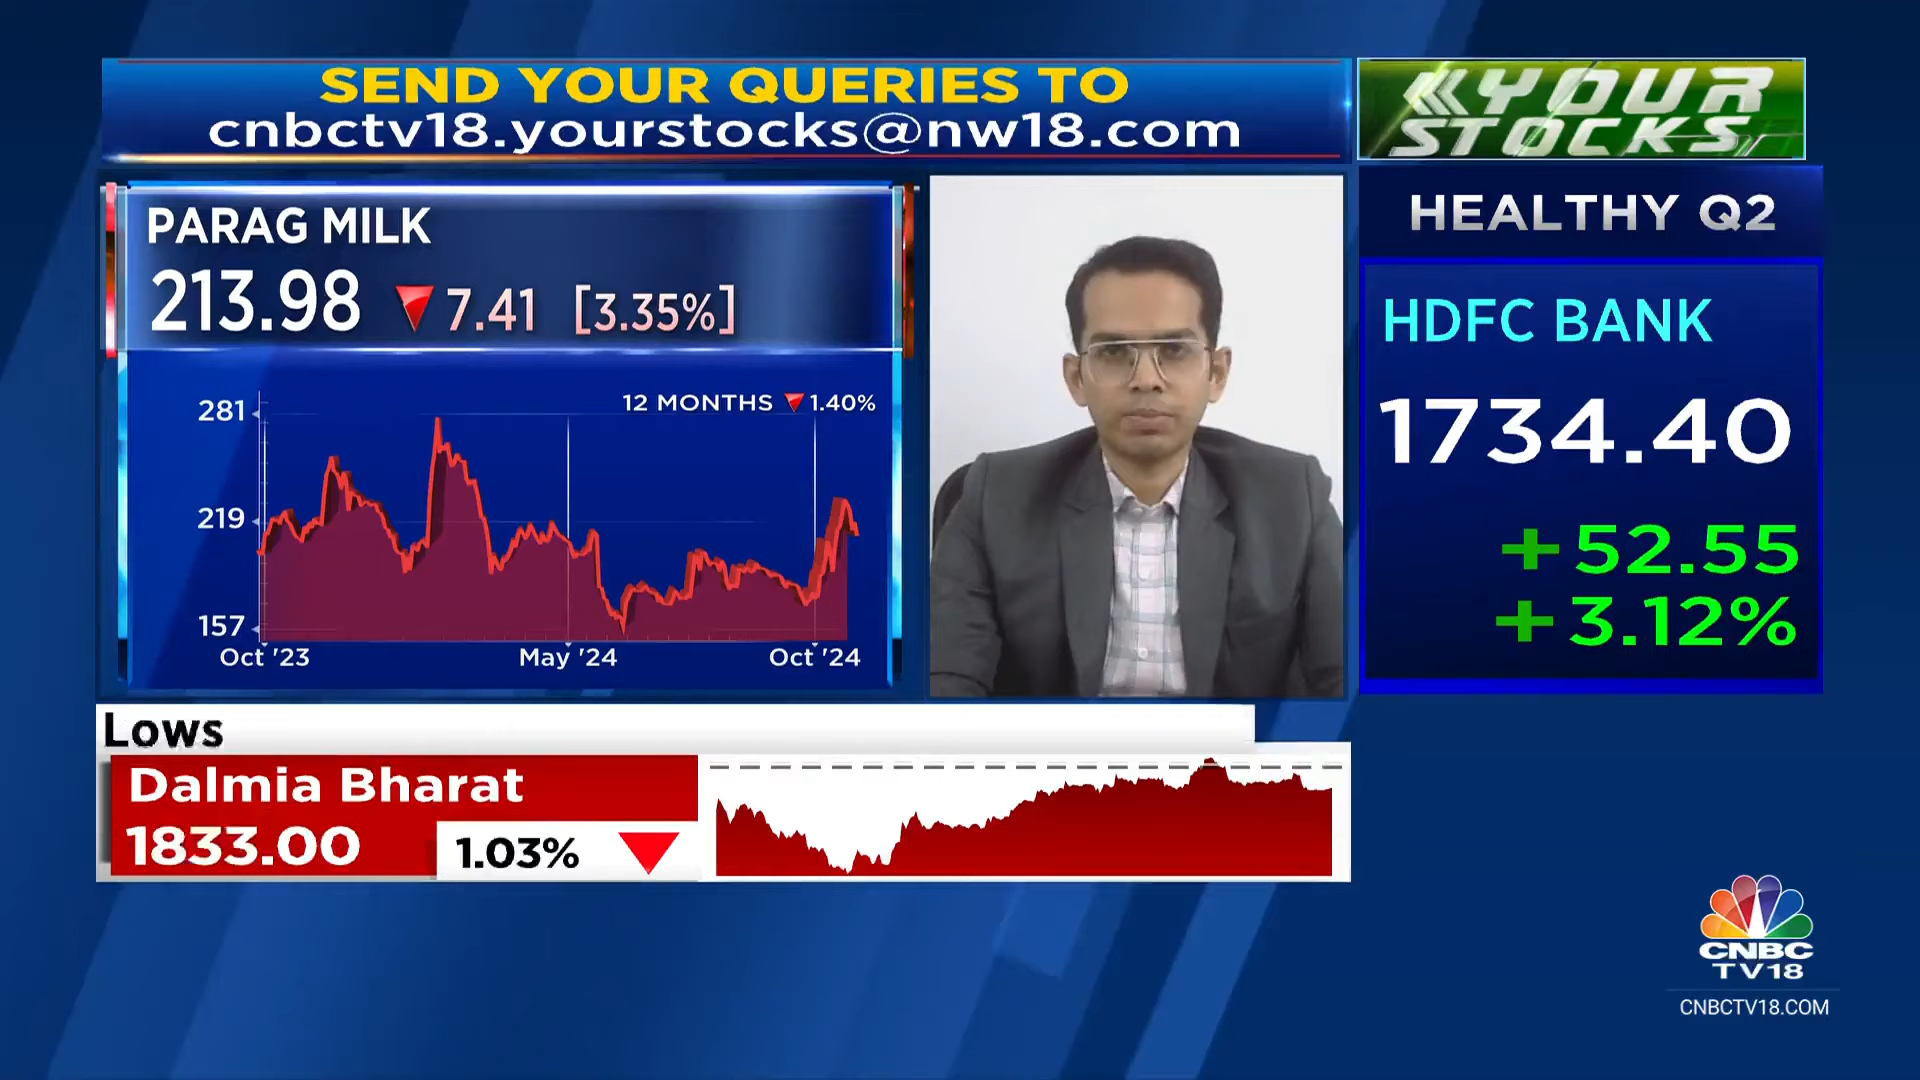 SEND YOUR QUERIES TO
cnbctv18.yourstocks@nw18.com
YOUR
STOCKS
PARAG MILK
213.98 7.41 [3.35%]
12 MONTHS 1.40%
281
219
157
Oct '23 May '24 Oct '24
HEALTHY Q2
HDFC BANK
1734.40
+52.55
+3.12%
Lows
Dalmia Bharat
1833.00 1.03%
CNBC
TV18
CNBCTV18.COM